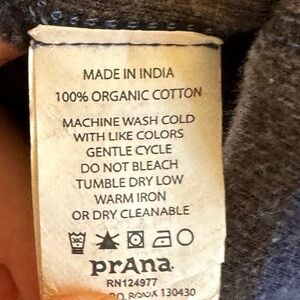 MADE IN INDIA
100% ORGANIC COTTON
MACHINE WASH COLD
WITH LIKE COLORS
GENTLE CYCLE
DO NOT BLEACH
TUMBLE DRY LOW
WARM IRON
OR DRY CLEANABLE
prAna
RN124977
130430